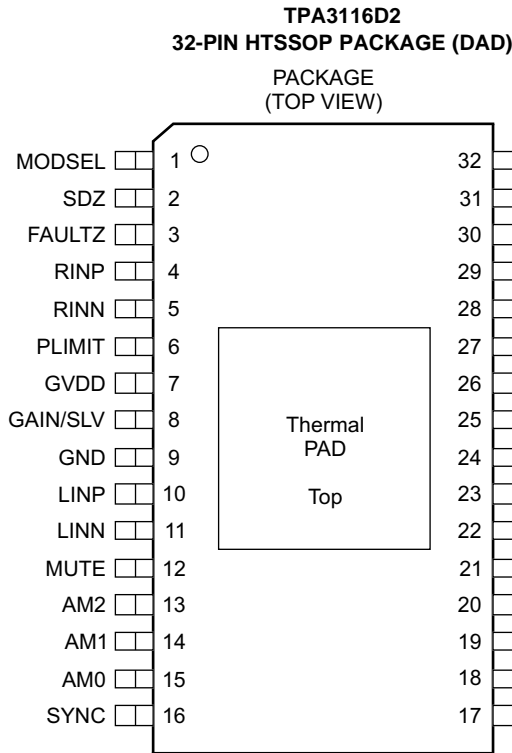 TPA3116D2
32-PIN HTSSOP PACKAGE (DAD)
PACKAGE
(TOP VIEW)
MODSEL 1 32
SDZ 2 31
FAULTZ 3 30
RINP 4 29
RINN 5 28
PLIMIT 6 27
GVDD 7 26
GAIN/SLV 8 25
GND 9 24
LINP 10 23
LINN 11 22
MUTE 12 21
AM2 13 20
AM1 14 19
AM0 15 18
SYNC 16 17
Thermal
PAD
Top